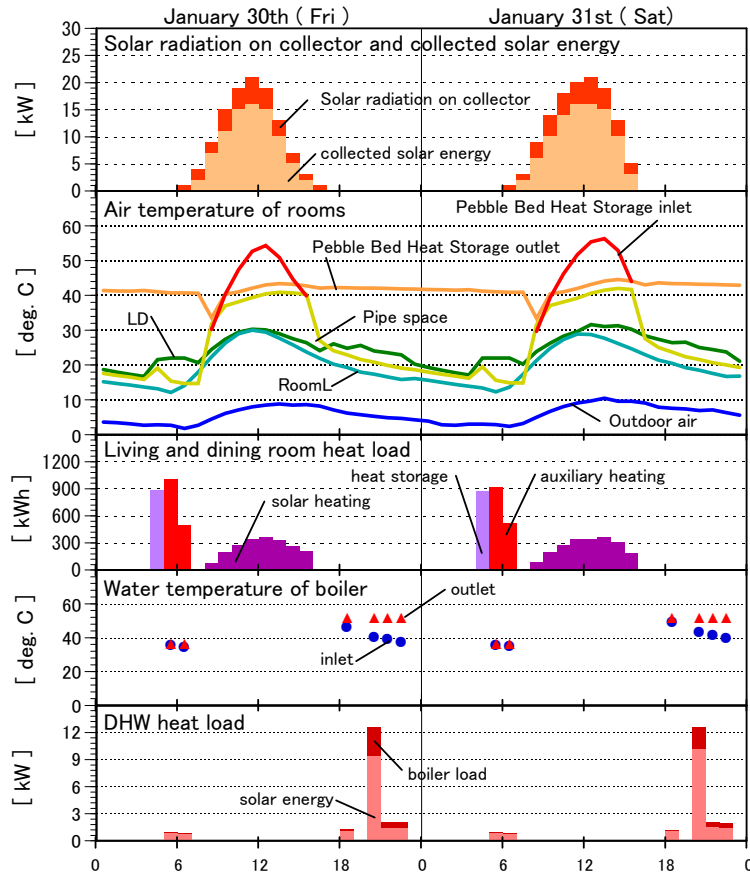 January 30th ( Fri )
January 31st ( Sat)
Solar radiation on collector and collected solar energy
[ kW ]
30
25
20
15
10
5
0
Solar radiation on collector
collected solar energy
Air temperature of rooms
[ deg. C ]
60
50
40
30
20
10
0
Pebble Bed Heat Storage inlet
Pebble Bed Heat Storage outlet
LD
Pipe space
RoomL
Outdoor air
Living and dining room heat load
[ kWh ]
1200
900
600
300
0
heat storage
auxiliary heating
solar heating
Water temperature of boiler
[ deg. C ]
60
40
20
0
outlet
inlet
DHW heat load
[ kW ]
12
9
6
3
0
boiler load
solar energy
0 6 12 18 0 6 12 18 0